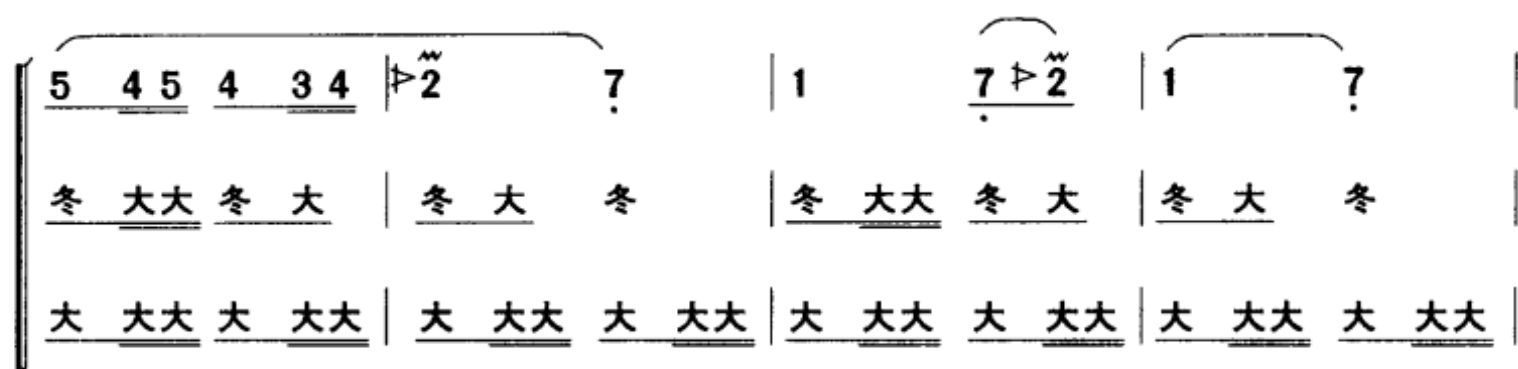 5 4 5 4 3 4 2 7 1 7 2 1 7
冬 大大 冬 大 冬 大 冬 冬 大大 冬 大 冬 大 冬
大 大大 大 大大 大 大大 大 大大 大 大大 大 大大 大 大大 大 大大